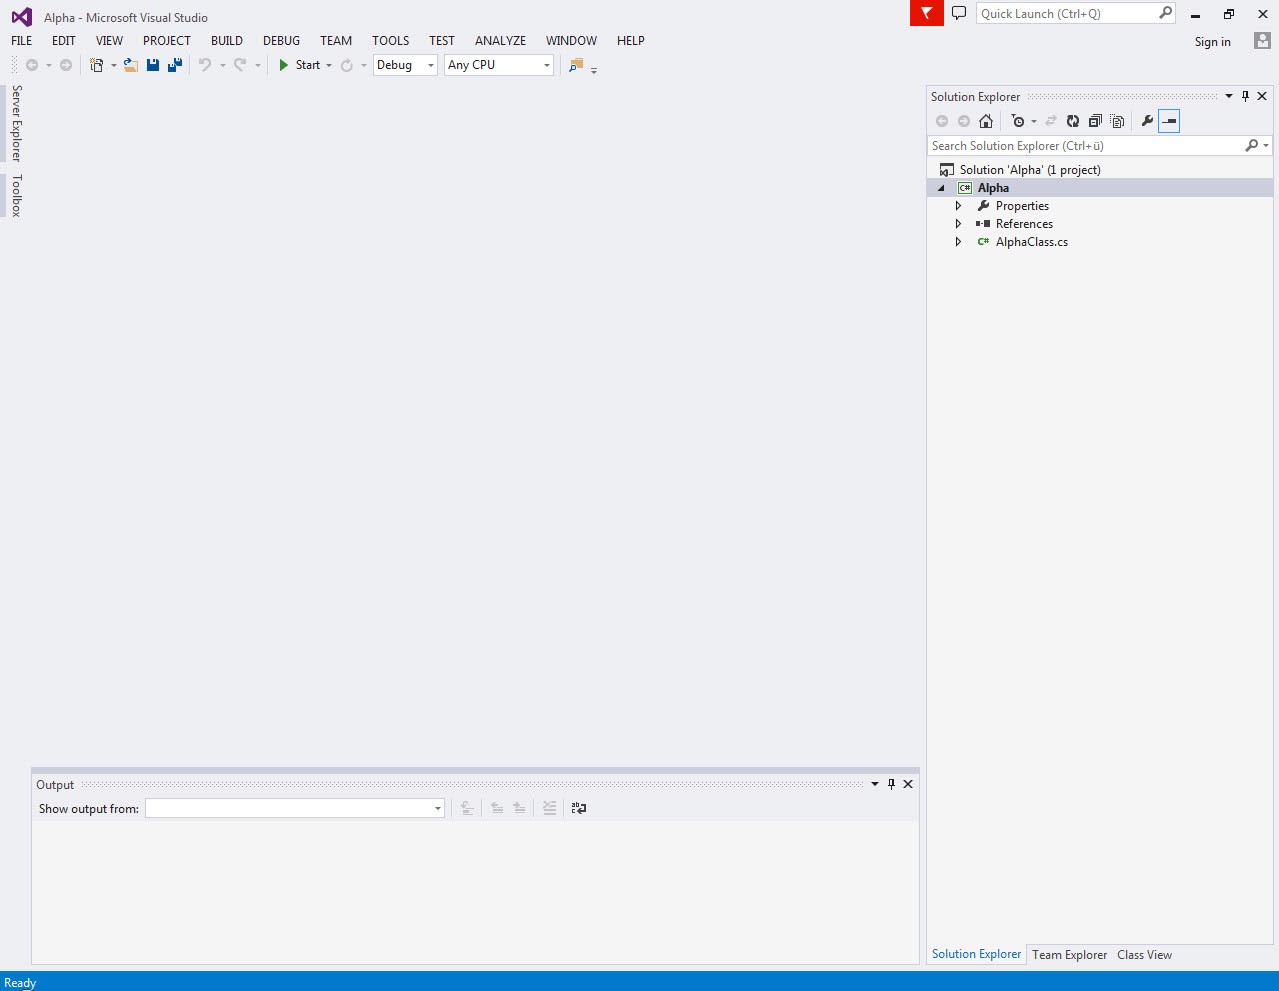 Alpha - Microsoft Visual Studio
Quick Launch (Ctrl+Q)
FILE EDIT VIEW PROJECT BUILD DEBUG TEAM TOOLS TEST ANALYZE WINDOW HELP
Sign in
Start Debug Any CPU
Server Explorer
Toolbox
Solution Explorer
Search Solution Explorer (Ctrl+ü)
Solution 'Alpha' (1 project)
C# Alpha
Properties
References
C# AlphaClass.cs
Output
Show output from:
Solution Explorer Team Explorer Class View
Ready